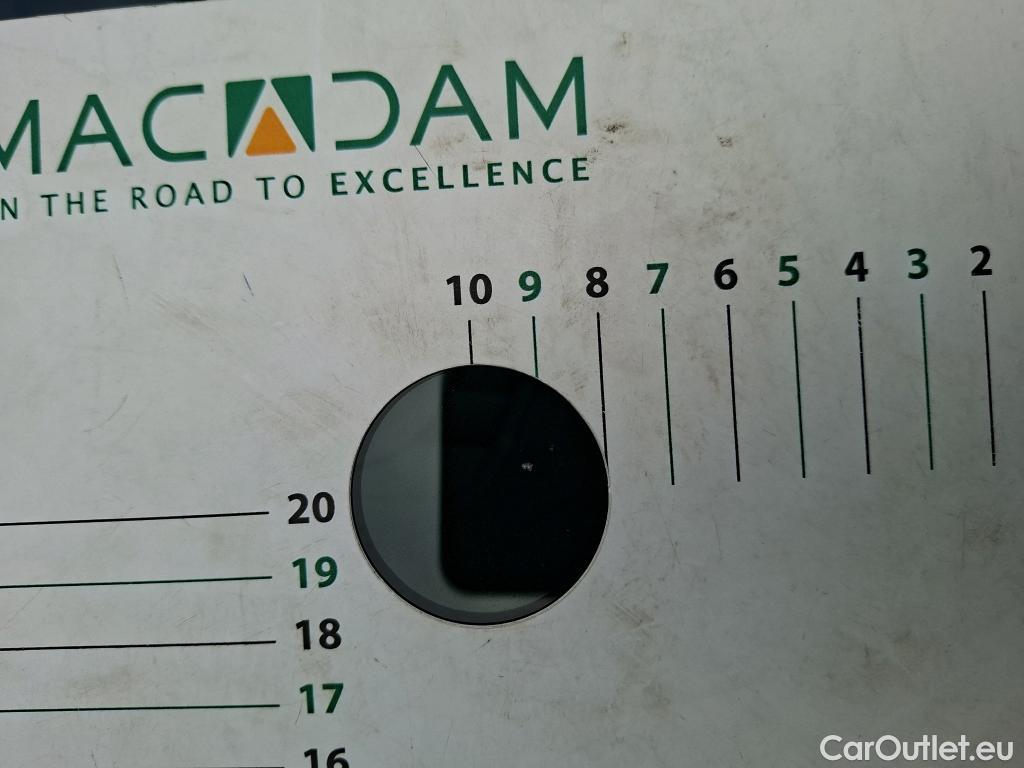 MACADAM
N THE ROAD TO EXCELLENCE
10 9 8 7 6 5 4 3 2
20
19
18
17
16
CarOutlet.eu